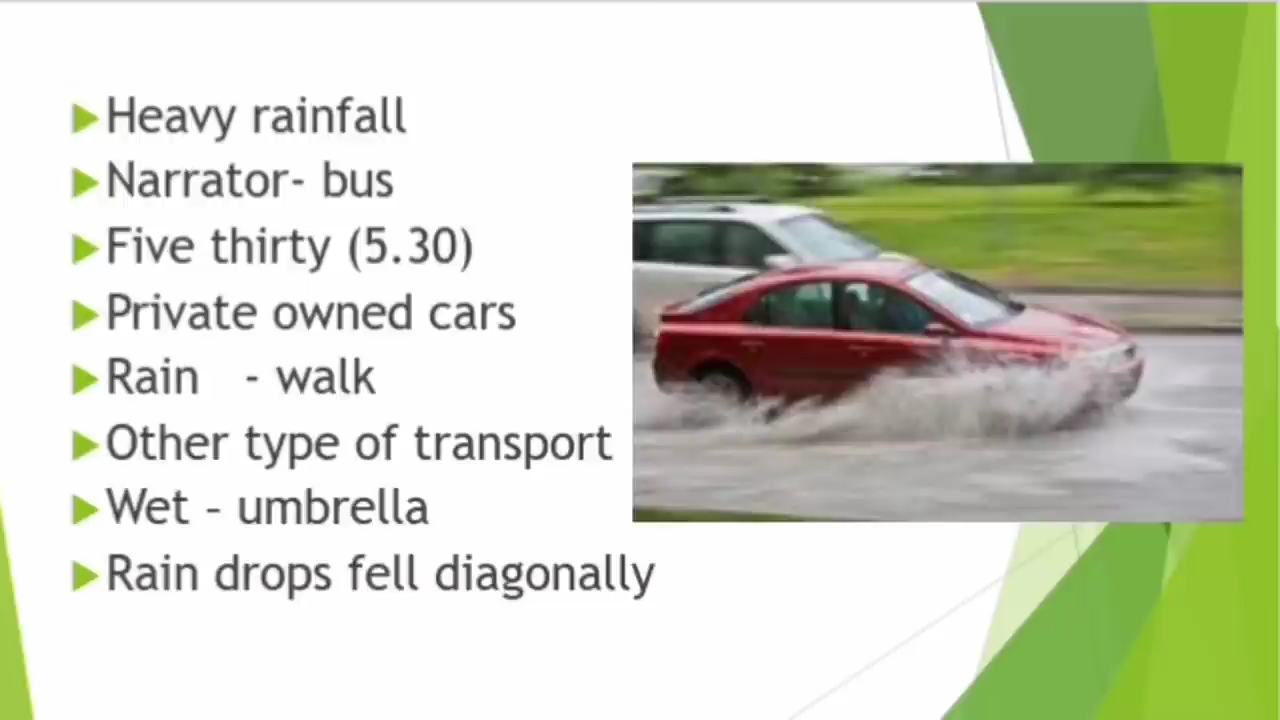 Heavy rainfall
Narrator- bus
Five thirty (5.30)
Private owned cars
Rain - walk
Other type of transport
Wet – umbrella
Rain drops fell diagonally